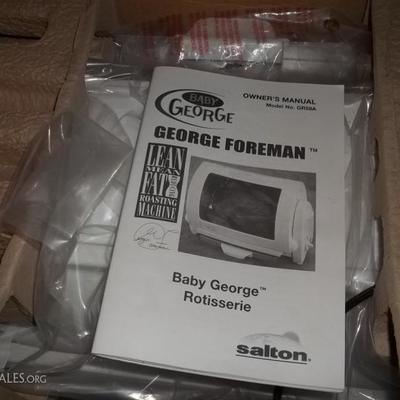 BABY
GEORGE
OWNER'S MANUAL
Model No. GR59A
GEORGE FOREMAN™
LEAN
MEAN
FAT
ROASTING
MACHINE
Baby George™
Rotisserie
salton®
ALES.ORG